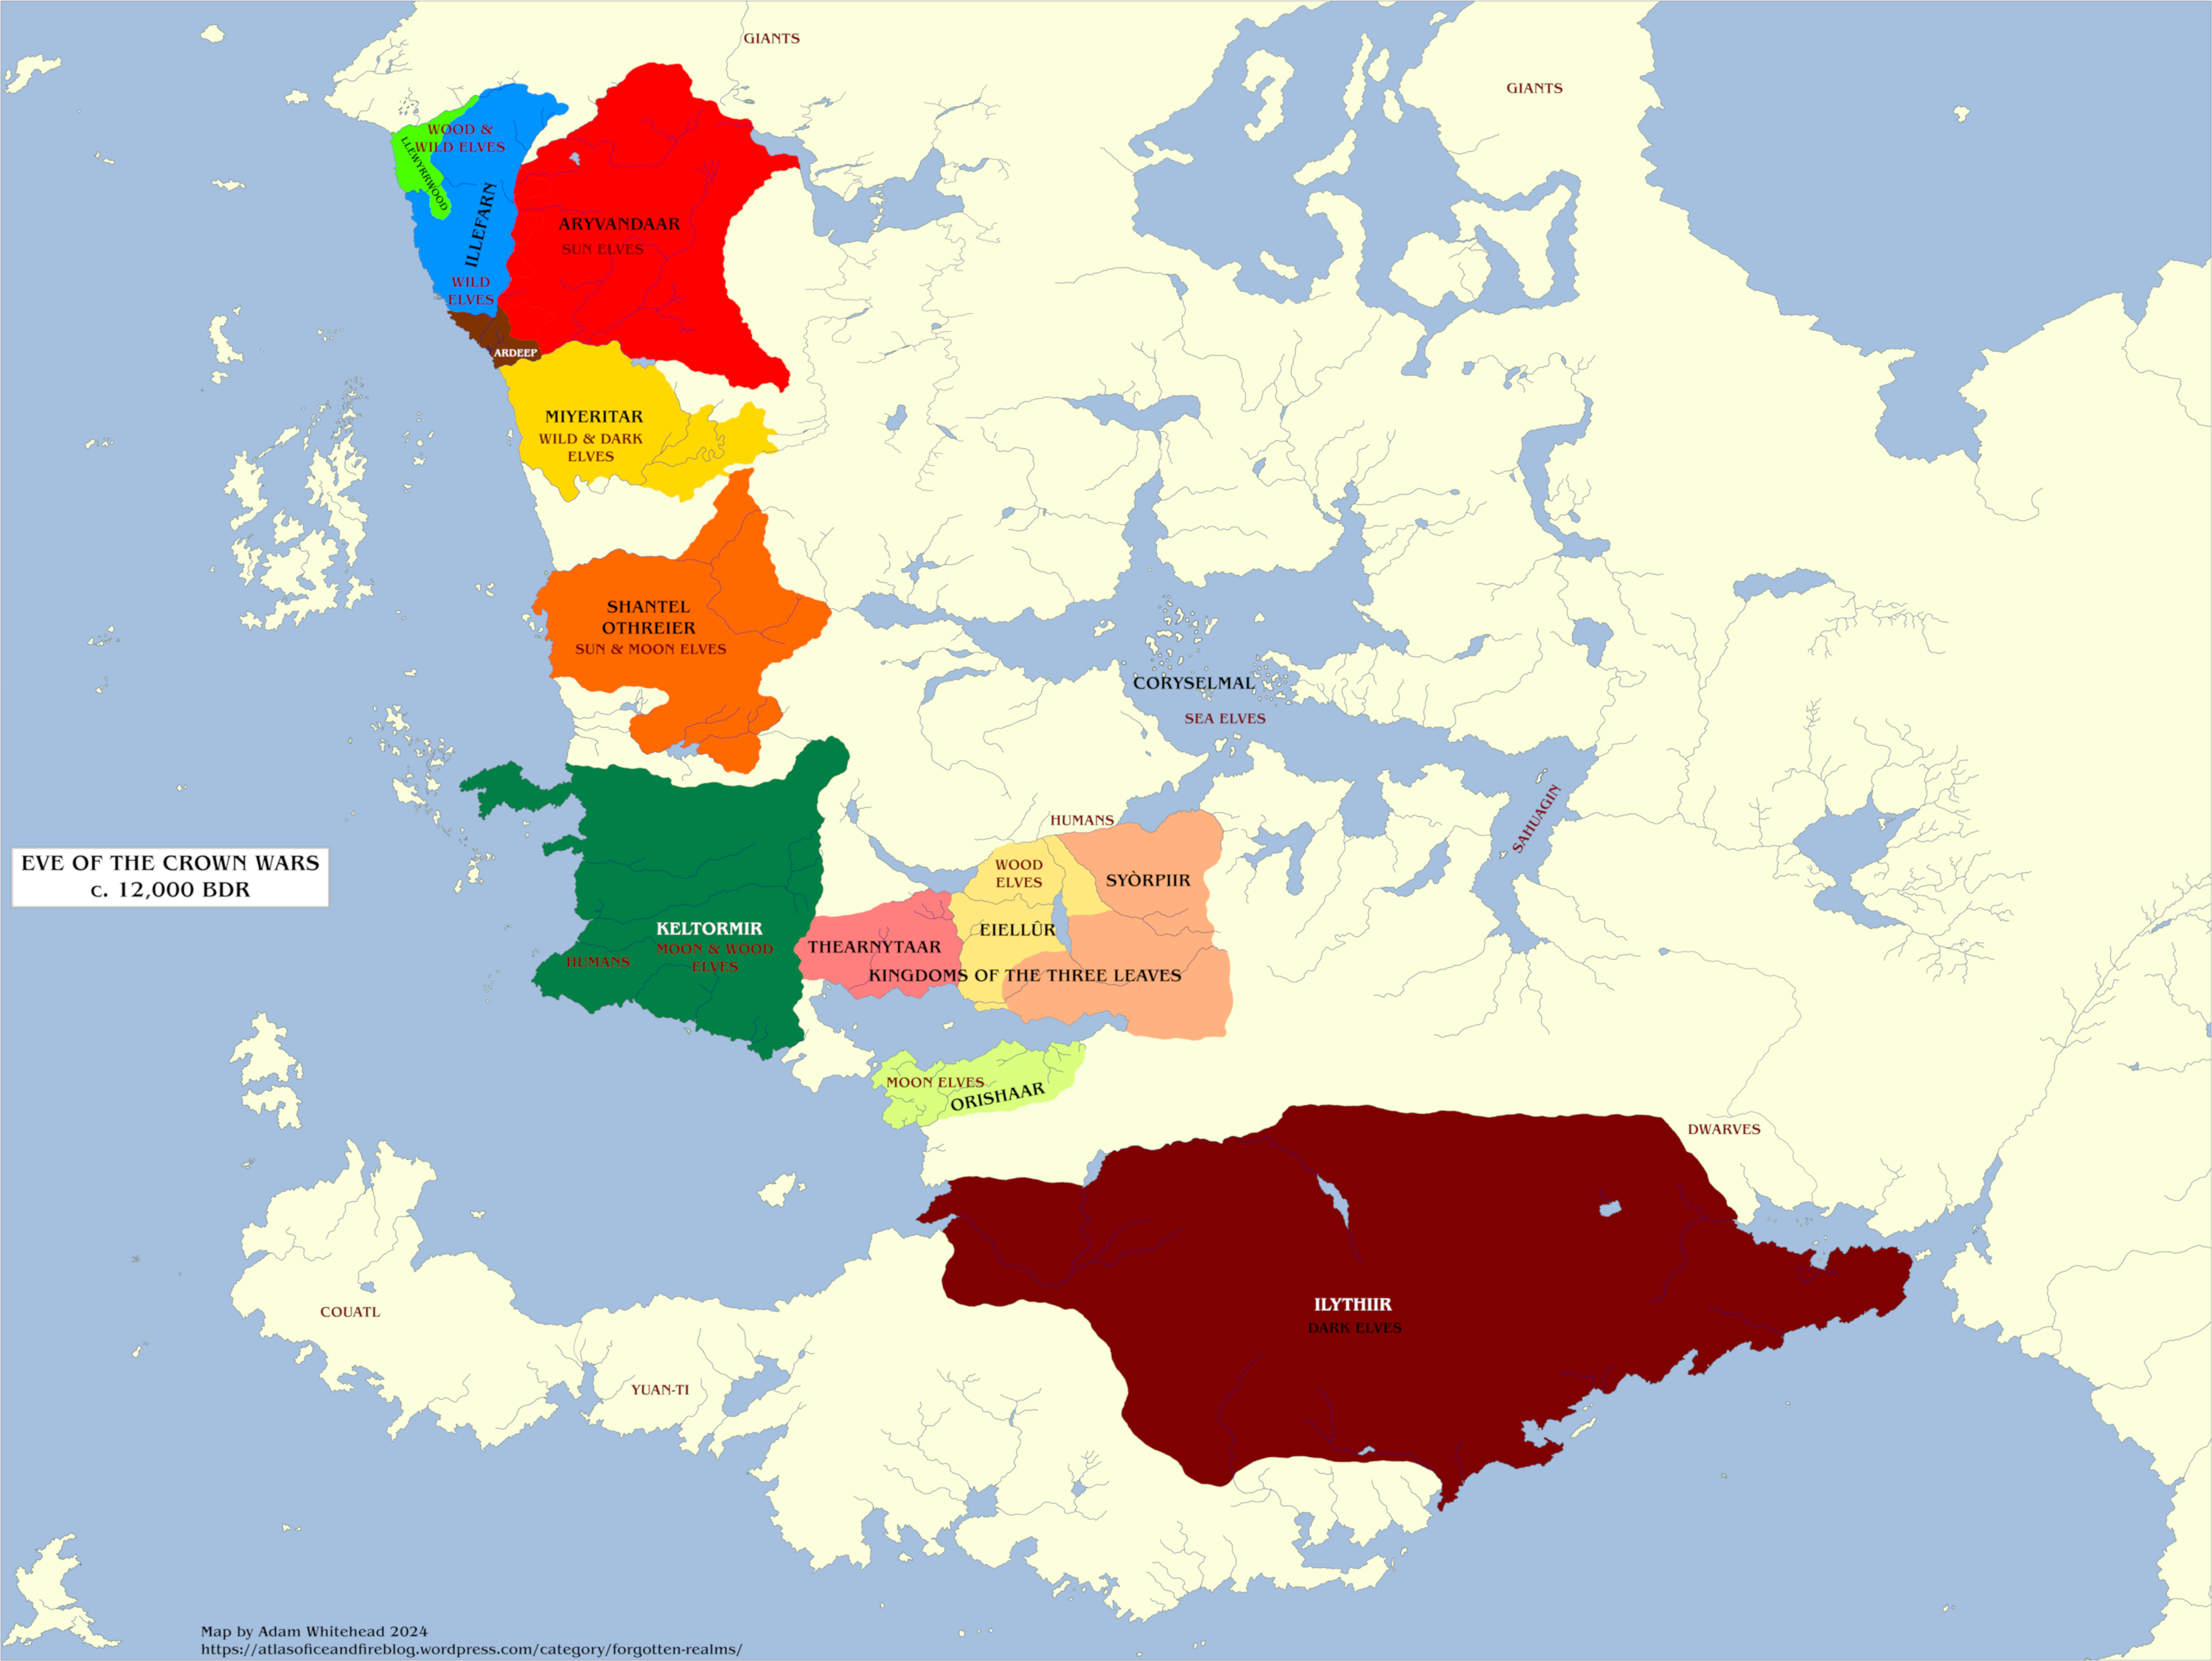 GIANTS
GIANTS
WOOD &
WILD ELVES
LLEWYRRWOOD
ILLEFARN
WILD
ELVES
ARYVANDAAR
SUN ELVES
ARDEEP
MIYERITAR
WILD & DARK
ELVES
SHANTEL
OTHREIER
SUN & MOON ELVES
CORYSELMAL
SEA ELVES
SAHUAGIN
HUMANS
EVE OF THE CROWN WARS
c. 12,000 BDR
WOOD
ELVES
SYÒRPIIR
KELTORMIR
MOON & WOOD
ELVES
HUMANS
THEARNYTAAR
EIELLÛR
KINGDOMS OF THE THREE LEAVES
MOON ELVES
ORISHAAR
DWARVES
ILYTHIIR
DARK ELVES
COUATL
YUAN-TI
Map by Adam Whitehead 2024
https://atlasoficeandfireblog.wordpress.com/category/forgotten-realms/